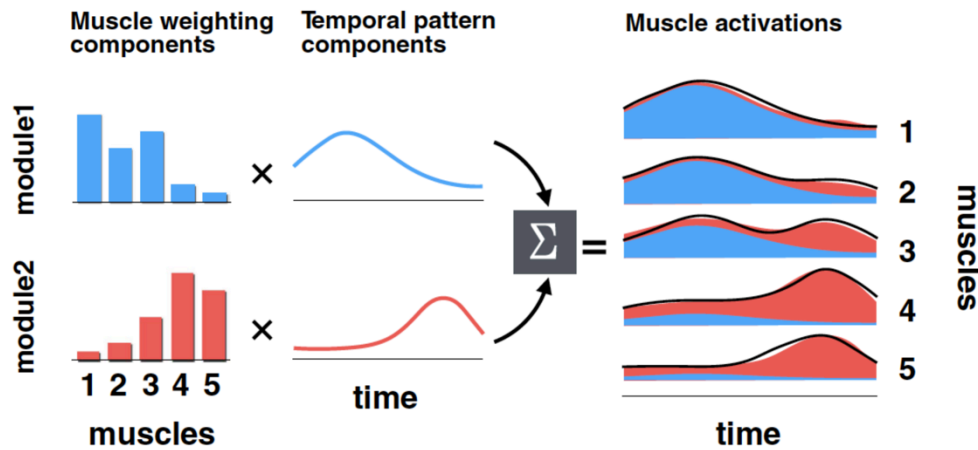 Muscle weighting
components
Temporal pattern
components
Muscle activations
module1
×
Σ
=
module2
×
1 2 3 4 5
muscles
time
1
2
3
4
5
muscles
time